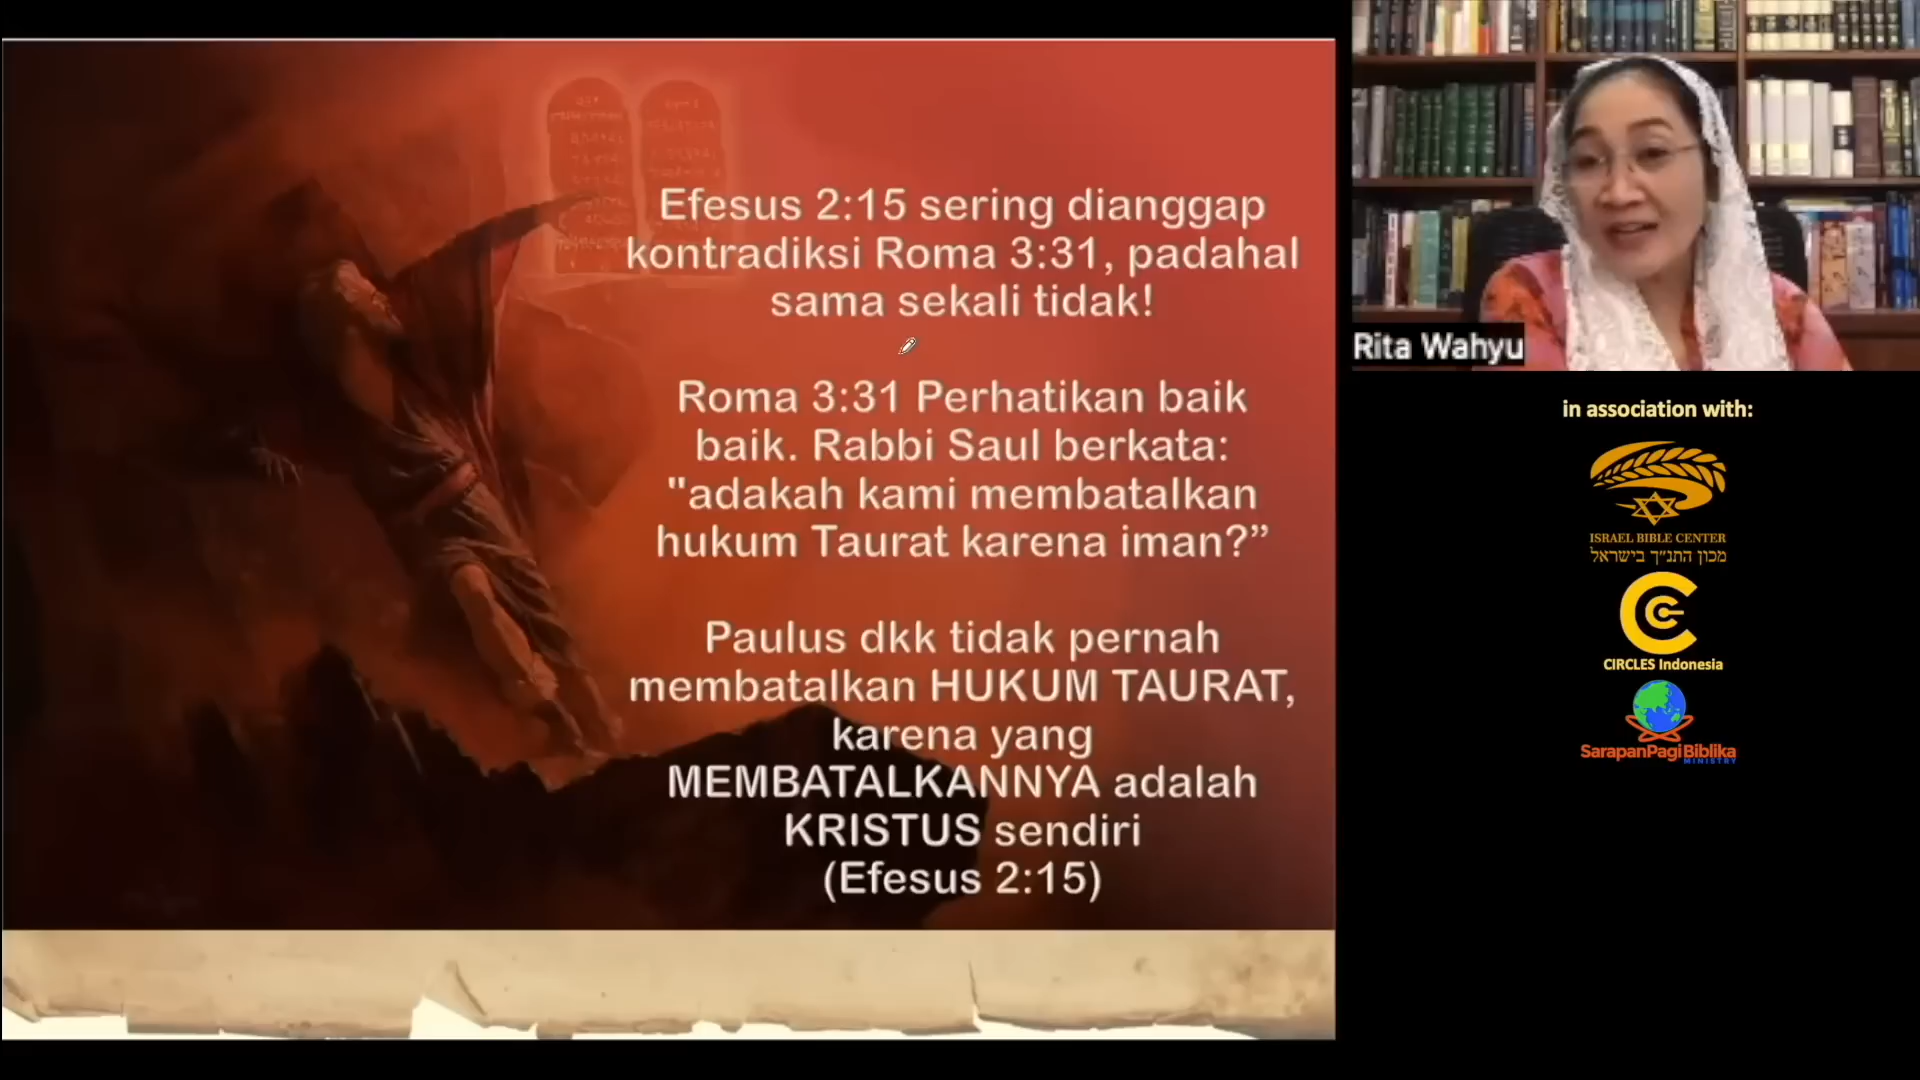 Efesus 2:15 sering dianggap
kontradiksi Roma 3:31, padahal
sama sekali tidak!
Roma 3:31 Perhatikan baik
baik. Rabbi Saul berkata:
"adakah kami membatalkan
hukum Taurat karena iman?”
Paulus dkk tidak pernah
membatalkan HUKUM TAURAT,
karena yang
MEMBATALKANNYA adalah
KRISTUS sendiri
(Efesus 2:15)
Rita Wahyu
in association with:
ISRAEL BIBLE CENTER
מכון התנ״ך בישראל
CIRCLES Indonesia
SarapanPagiBiblika
MINISTRY